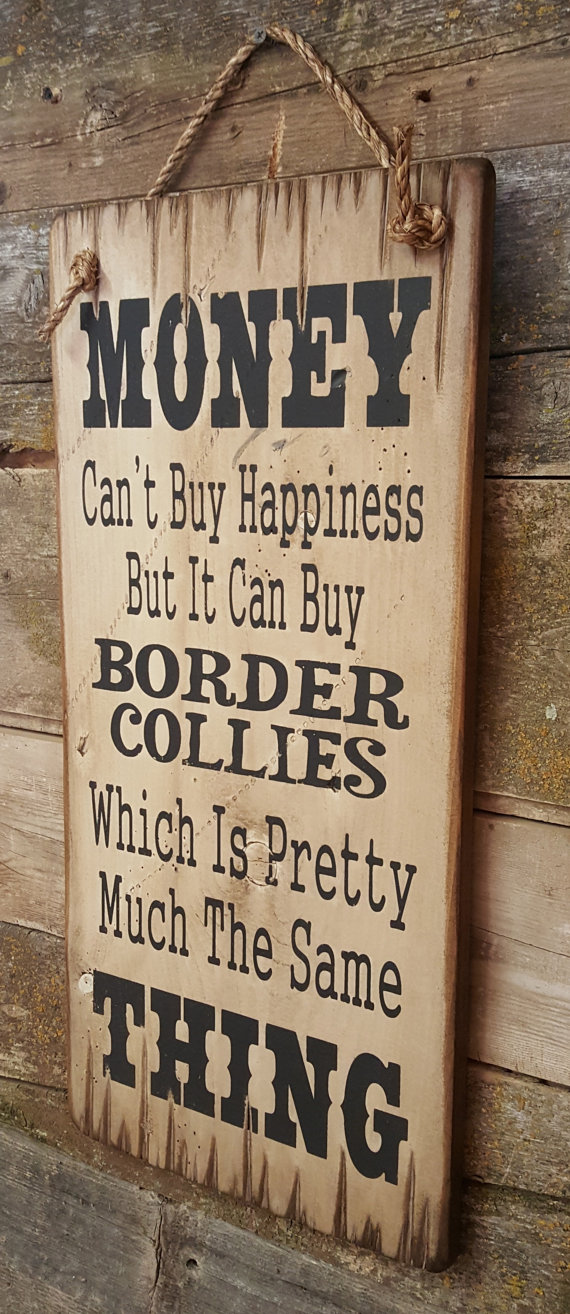 MONEY
Can't Buy Happiness
But It Can Buy
BORDER
COLLIES
Which Is Pretty
Much The Same
THING